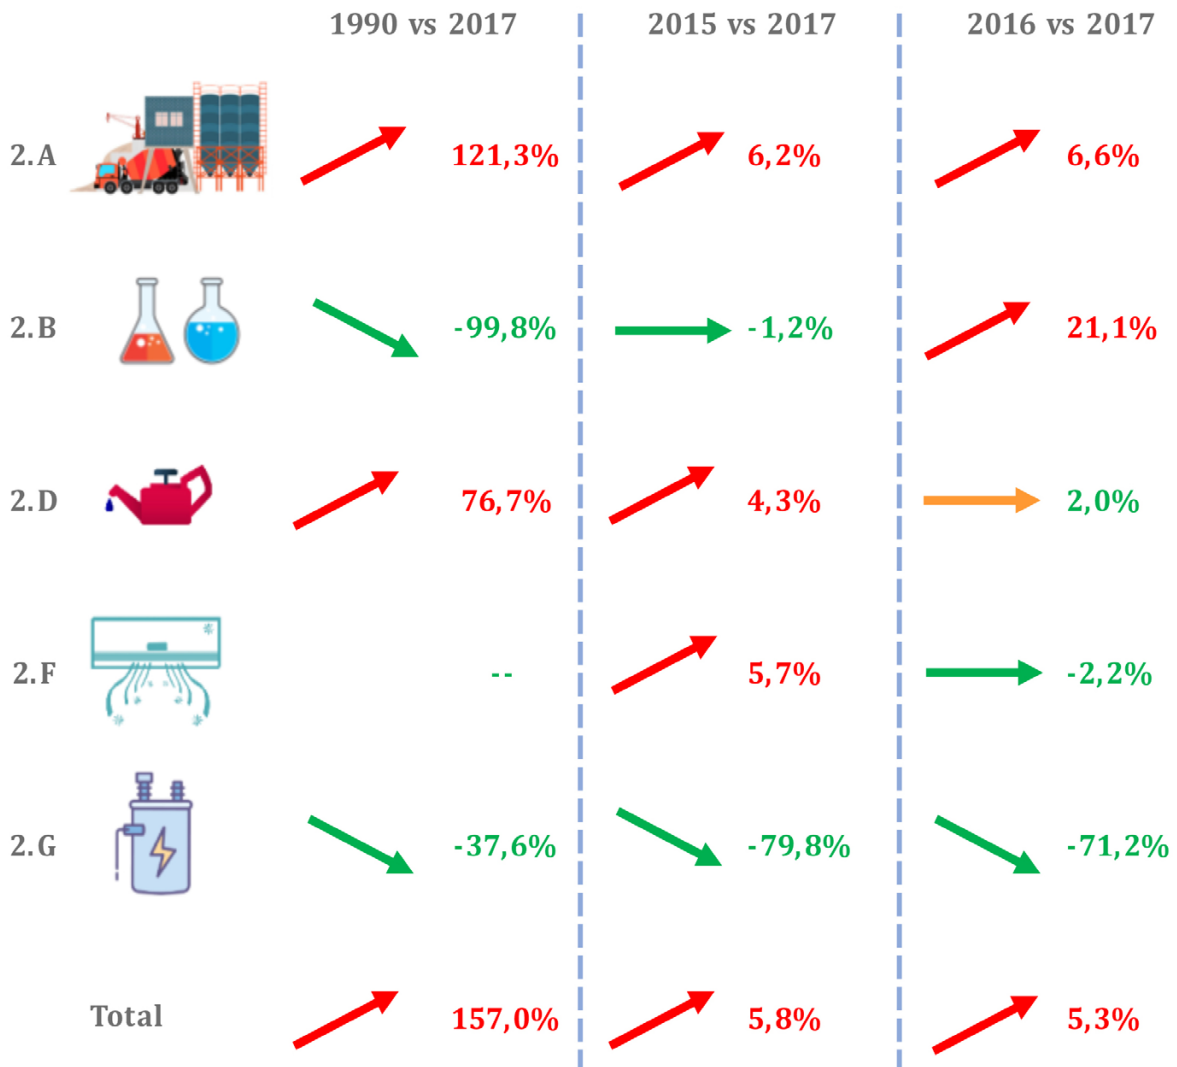 1990 vs 2017 2015 vs 2017 2016 vs 2017
2.A 121,3% 6,2% 6,6%
2.B -99,8% -1,2% 21,1%
2.D 76,7% 4,3% 2,0%
2.F -- 5,7% -2,2%
2.G -37,6% -79,8% -71,2%
Total 157,0% 5,8% 5,3%